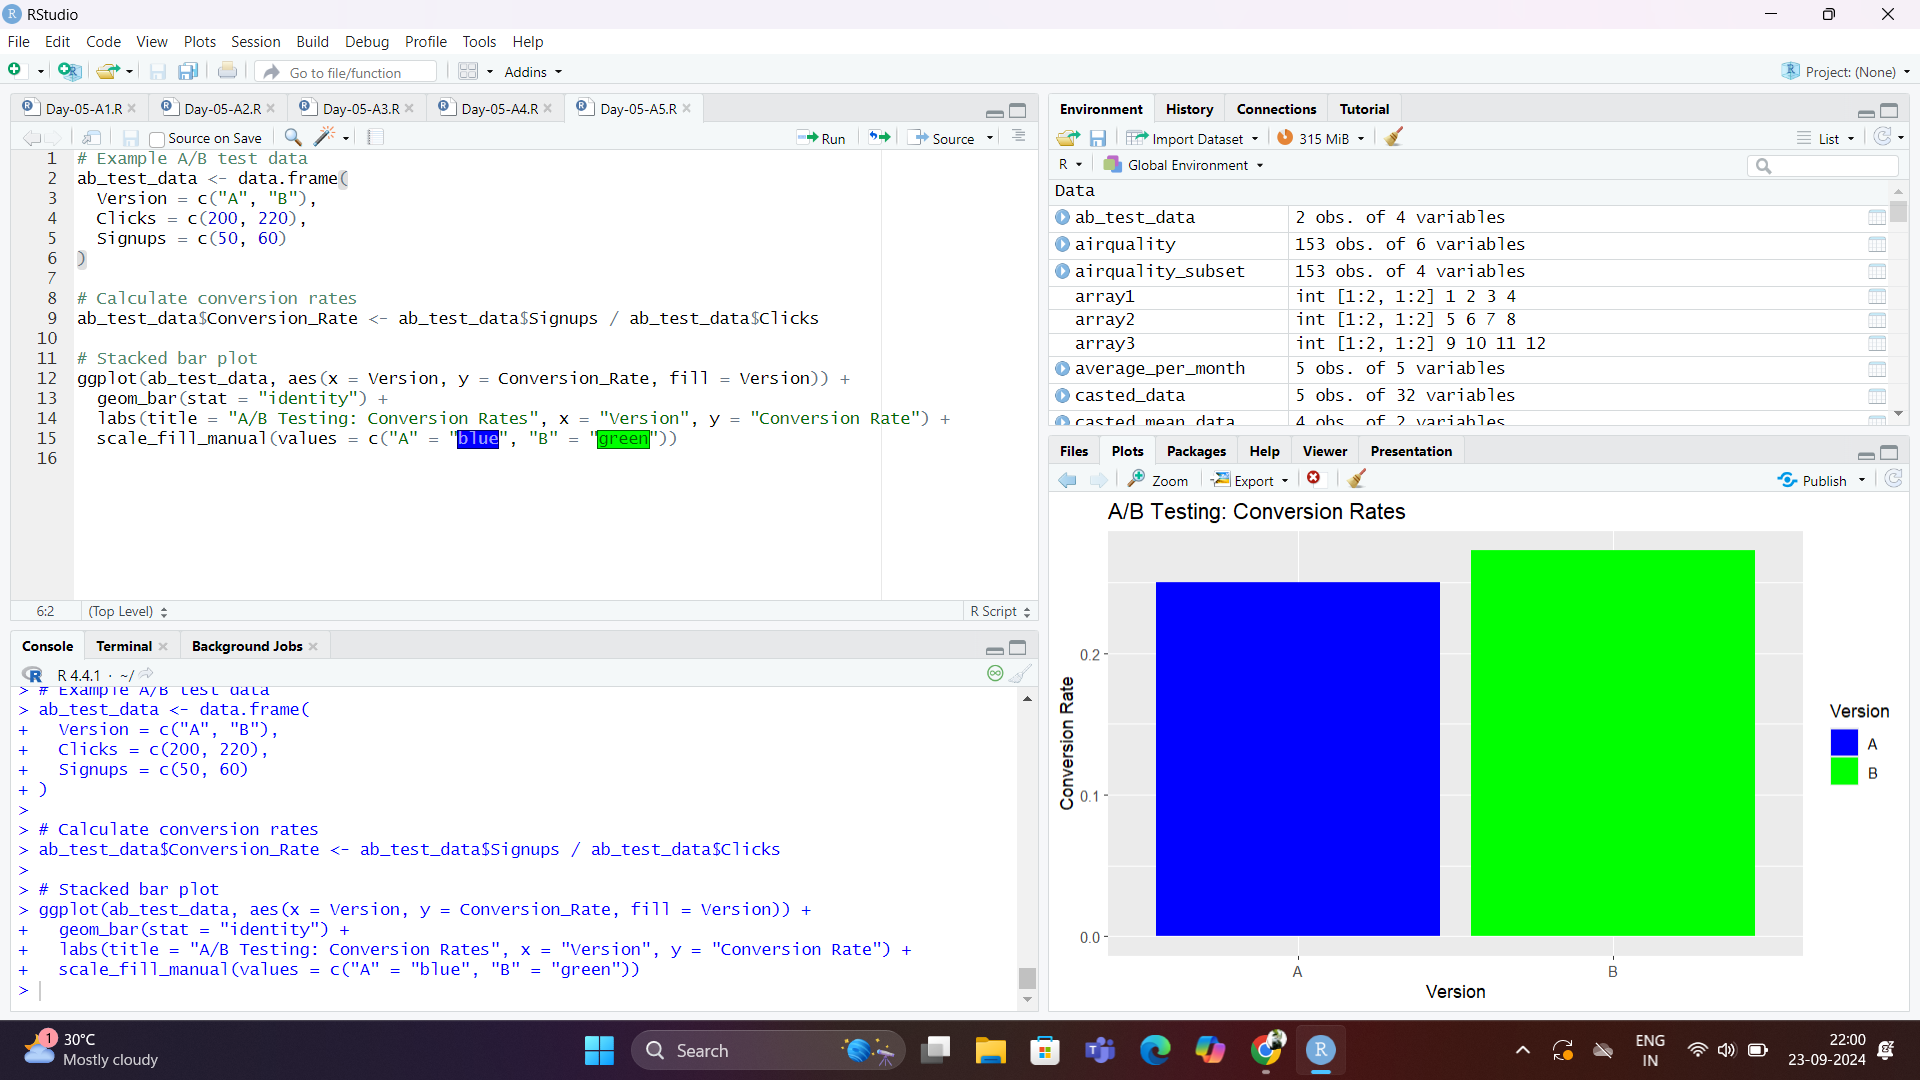 RStudio
File Edit Code View Plots Session Build Debug Profile Tools Help
Go to file/function Addins Project: (None)
Day-05-A1.R Day-05-A2.R Day-05-A3.R Day-05-A4.R Day-05-A5.R
Source on Save Run Source
1 # Example A/B test data
2 ab_test_data <- data.frame(
3 Version = c("A", "B"),
4 Clicks = c(200, 220),
5 Signups = c(50, 60)
6 )
7
8 # Calculate conversion rates
9 ab_test_data$Conversion_Rate <- ab_test_data$Signups / ab_test_data$Clicks
10
11 # Stacked bar plot
12 ggplot(ab_test_data, aes(x = Version, y = Conversion_Rate, fill = Version)) +
13 geom_bar(stat = "identity") +
14 labs(title = "A/B Testing: Conversion Rates", x = "Version", y = "Conversion Rate") +
15 scale_fill_manual(values = c("A" = "blue", "B" = "green"))
16
6:2 (Top Level) R Script
Console Terminal Background Jobs
R 4.4.1 · ~/
> # Example A/B test data
> ab_test_data <- data.frame(
+ Version = c("A", "B"),
+ Clicks = c(200, 220),
+ Signups = c(50, 60)
+ )
>
> # Calculate conversion rates
> ab_test_data$Conversion_Rate <- ab_test_data$Signups / ab_test_data$Clicks
>
> # Stacked bar plot
> ggplot(ab_test_data, aes(x = Version, y = Conversion_Rate, fill = Version)) +
+ geom_bar(stat = "identity") +
+ labs(title = "A/B Testing: Conversion Rates", x = "Version", y = "Conversion Rate") +
+ scale_fill_manual(values = c("A" = "blue", "B" = "green"))
>
Environment History Connections Tutorial
Import Dataset 315 MiB List
R Global Environment
Data
ab_test_data 2 obs. of 4 variables
airquality 153 obs. of 6 variables
airquality_subset 153 obs. of 4 variables
array1 int [1:2, 1:2] 1 2 3 4
array2 int [1:2, 1:2] 5 6 7 8
array3 int [1:2, 1:2] 9 10 11 12
average_per_month 5 obs. of 5 variables
casted_data 5 obs. of 32 variables
casted_mean_data 4 obs. of 2 variables
Files Plots Packages Help Viewer Presentation
Zoom Export Publish
A/B Testing: Conversion Rates
Conversion Rate
0.2
0.1
0.0
A B
Version
Version
A
B
1
30°C
Mostly cloudy
Search
ENG
IN
22:00
23-09-2024